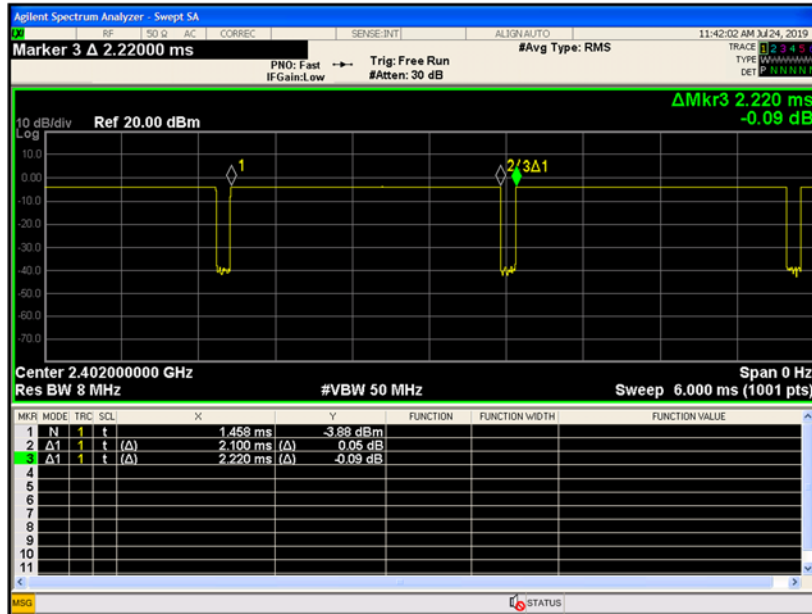 Agilent Spectrum Analyzer - Swept SA
LXI RF 50 Ω AC CORREC SENSE:INT ALIGN AUTO 11:42:02 AM Jul 24, 2019
Marker 3 Δ 2.22000 ms
#Avg Type: RMS
TRACE 1 2 3 4 5
PNO: Fast Trig: Free Run
TYPE
IFGain:Low #Atten: 30 dB
DET P N N N N
ΔMkr3 2.220 ms
-0.09 dB
10 dB/div Ref 20.00 dBm
Log
10.0
0.00
-10.0
-20.0
-30.0
-40.0
-50.0
-60.0
-70.0
1
2/3Δ1
Center 2.402000000 GHz Span 0 Hz
Res BW 8 MHz #VBW 50 MHz Sweep 6.000 ms (1001 pts)
MKR MODE TRC SCL X Y FUNCTION FUNCTION WIDTH FUNCTION VALUE
1 N 1 t 1.458 ms -3.88 dBm
2 Δ1 1 t (Δ) 2.100 ms (Δ) 0.05 dB
3 Δ1 1 t (Δ) 2.220 ms (Δ) -0.09 dB
4
5
6
7
8
9
10
11
MSG STATUS